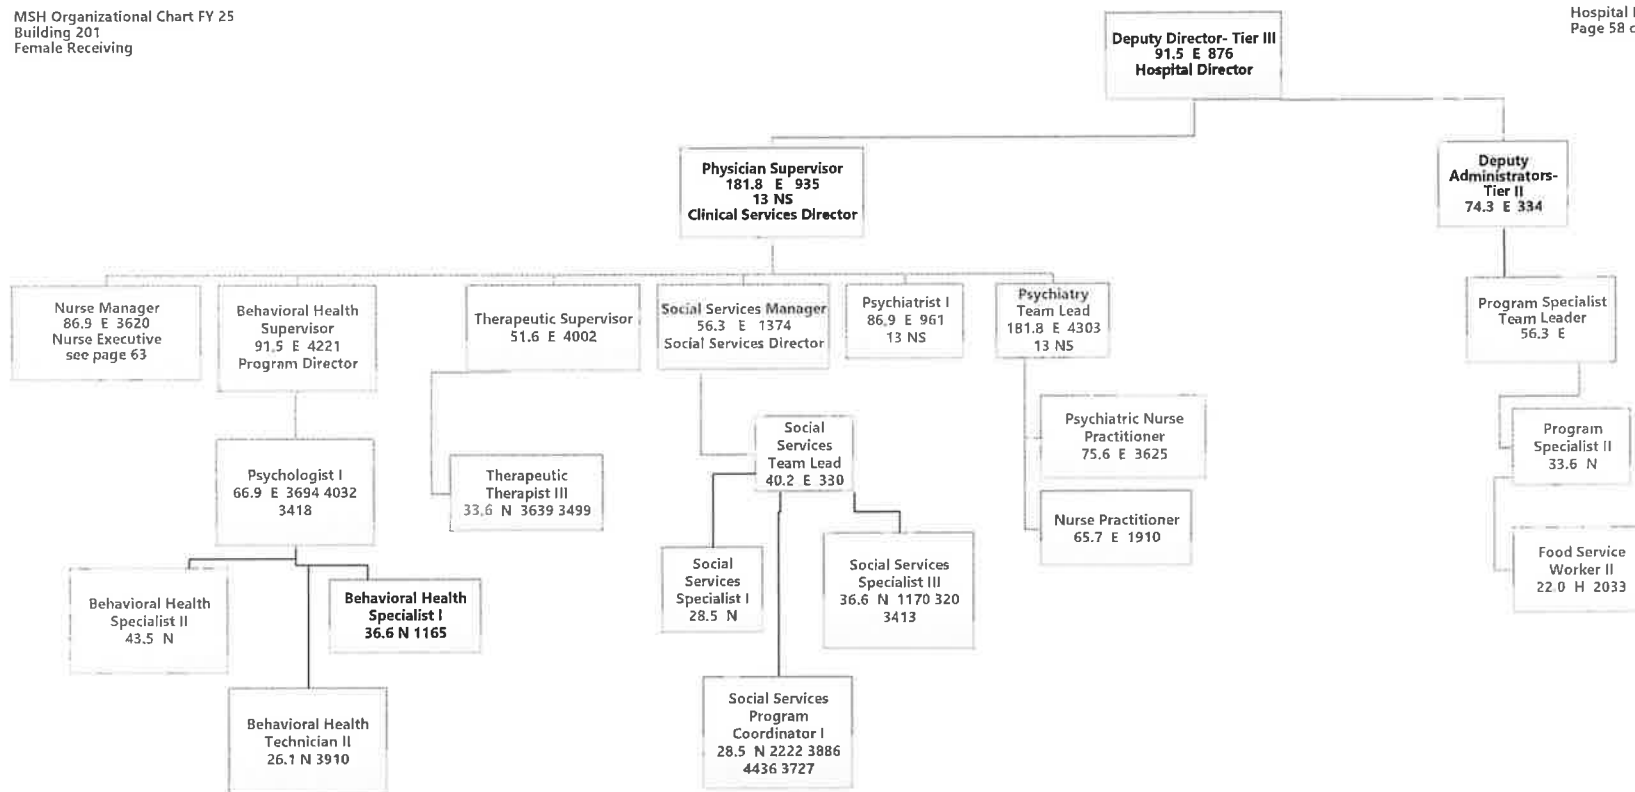 MSH Organizational Chart FY 25
Building 201
Female Receiving
Hospital
Page 58
Deputy Director- Tier III
91.5 E 876
Hospital Director
Physician Supervisor
181.8 E 935
13 NS
Clinical Services Director
Deputy
Administrators-
Tier II
74.3 E 334
Nurse Manager
86.9 E 3620
Nurse Executive
see page 63
Behavioral Health
Supervisor
91.5 E 4221
Program Director
Therapeutic Supervisor
51.6 E 4002
Social Services Manager
56.3 E 1374
Social Services Director
Psychiatrist I
86.9 E 961
13 NS
Psychiatry
Team Lead
181.8 E 4303
13 NS
Program Specialist
Team Leader
56.3 E
Psychologist I
66.9 E 3694 4032
3418
Therapeutic
Therapist III
33.6 N 3639 3499
Social
Services
Team Lead
40.2 E 330
Psychiatric Nurse
Practitioner
75.6 E 3625
Nurse Practitioner
65.7 E 1910
Program
Specialist II
33.6 N
Food Service
Worker II
22.0 H 2033
Behavioral Health
Specialist II
43.5 N
Behavioral Health
Specialist I
36.6 N 1165
Behavioral Health
Technician II
26.1 N 3910
Social
Services
Specialist I
28.5 N
Social Services
Specialist III
36.6 N 1170 320
3413
Social Services
Program
Coordinator I
28.5 N 2222 3886
4436 3727